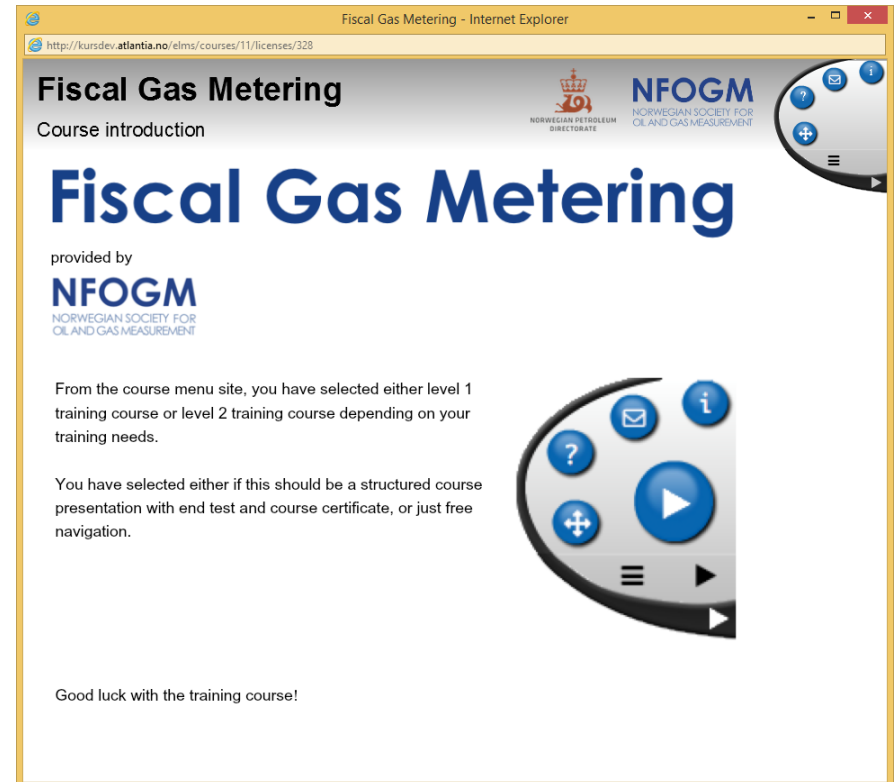 Fiscal Gas Metering - Internet Explorer
http://kursdev.atlantia.no/elms/courses/11/licenses/328
Fiscal Gas Metering
Course introduction
NORWEGIAN PETROLEUM
DIRECTORATE
NFOGM
NORWEGIAN SOCIETY FOR
OIL AND GAS MEASUREMENT
Fiscal Gas Metering
provided by
NFOGM
NORWEGIAN SOCIETY FOR
OIL AND GAS MEASUREMENT
From the course menu site, you have selected either level 1
training course or level 2 training course depending on your
training needs.
You have selected either if this should be a structured course
presentation with end test and course certificate, or just free
navigation.
Good luck with the training course!